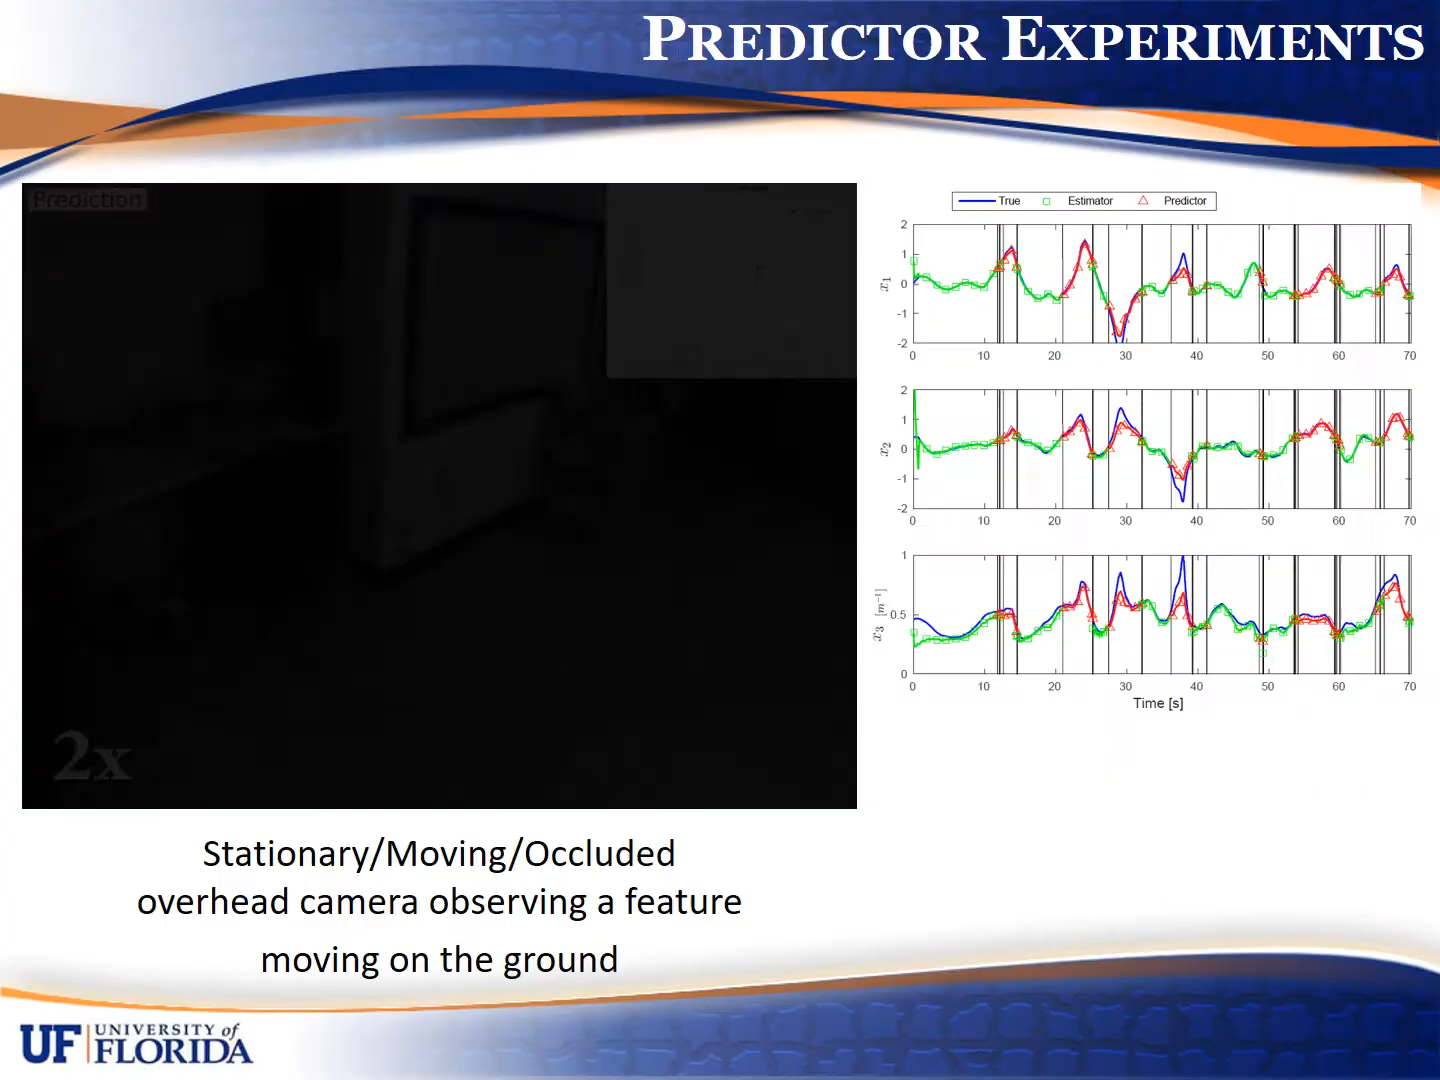 PREDICTOR EXPERIMENTS
Prediction
2x
True Estimator Predictor
2
1
0
-1
-2
x1
0 10 20 30 40 50 60 70
2
1
0
-1
-2
x2
0 10 20 30 40 50 60 70
1
0.5
0
x3 [m⁻¹]
0 10 20 30 40 50 60 70
Time [s]
Stationary/Moving/Occluded
overhead camera observing a feature
moving on the ground
UF UNIVERSITY of
FLORIDA